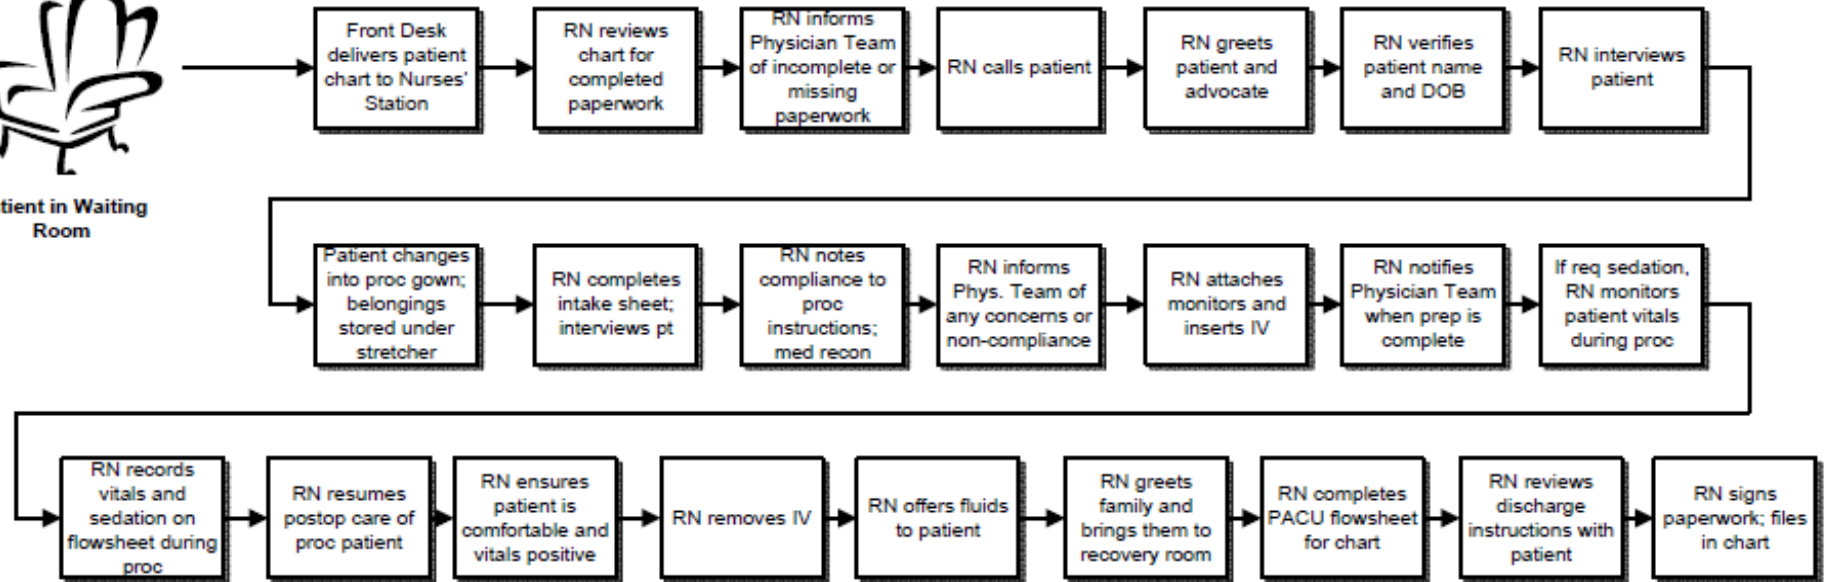 Front Desk
delivers patient
chart to Nurses'
Station
RN reviews
chart for
completed
paperwork
RN informs
Physician Team
of incomplete or
missing
paperwork
RN calls patient
RN greets
patient and
advocate
RN verifies
patient name
and DOB
RN interviews
patient
tient in Waiting
Room
Patient changes
into proc gown;
belongings
stored under
stretcher
RN completes
intake sheet;
interviews pt
RN notes
compliance to
proc
instructions;
med recon
RN informs
Phys. Team of
any concerns or
non-compliance
RN attaches
monitors and
inserts IV
RN notifies
Physician Team
when prep is
complete
If req sedation,
RN monitors
patient vitals
during proc
RN records
vitals and
sedation on
flowsheet during
proc
RN resumes
postop care of
proc patient
RN ensures
patient is
comfortable and
vitals positive
RN removes IV
RN offers fluids
to patient
RN greets
family and
brings them to
recovery room
RN completes
PACU flowsheet
for chart
RN reviews
discharge
instructions with
patient
RN signs
paperwork; files
in chart